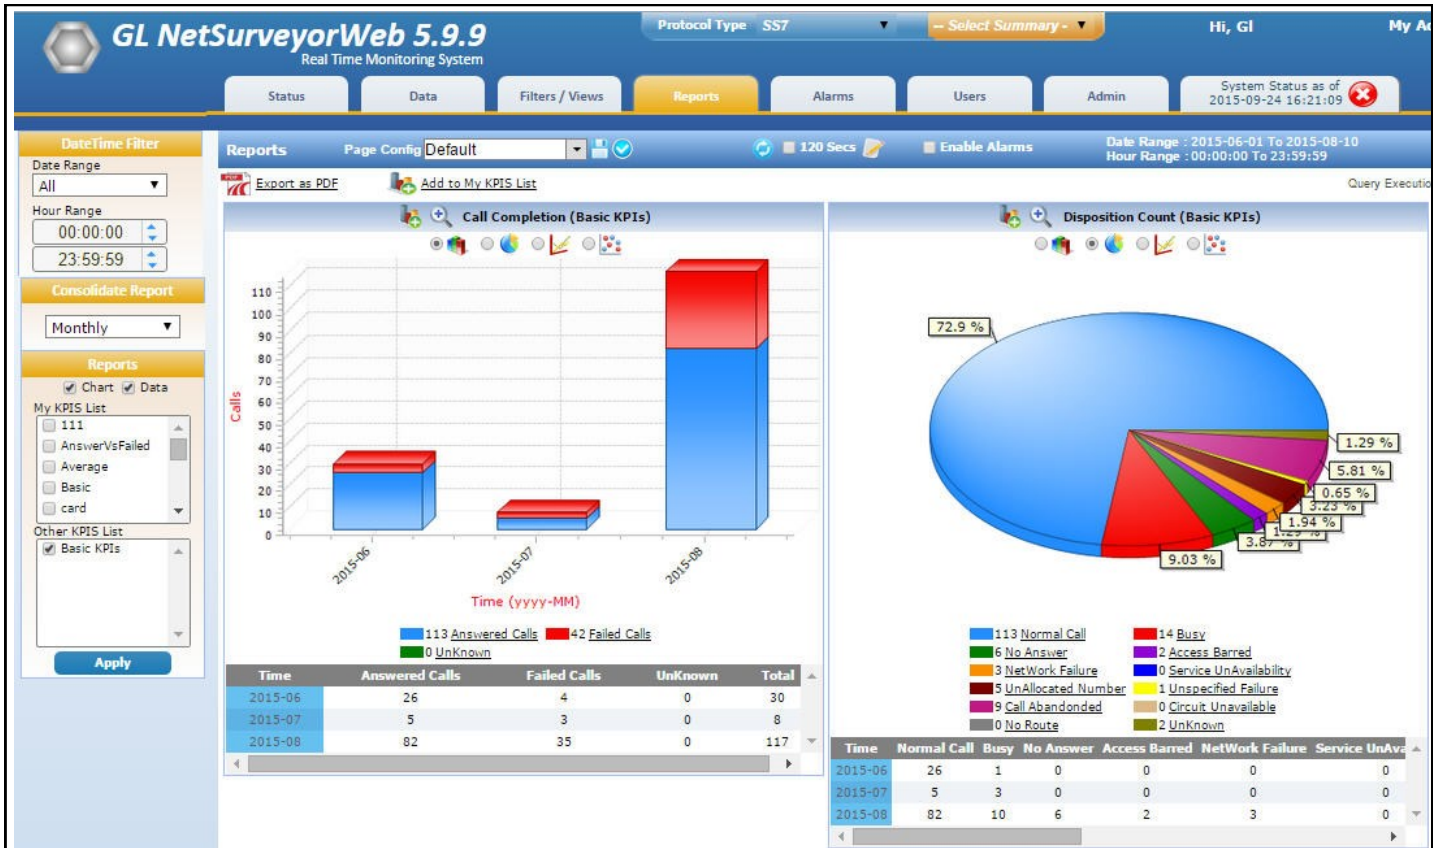 GL NetSurveyorWeb 5.9.9
Real Time Monitoring System
Protocol Type SS7
-- Select Summary -
Hi, Gl
My Ac
Status
Data
Filters / Views
Reports
Alarms
Users
Admin
System Status as of
2015-09-24 16:21:09
DateTime Filter
Date Range
All
Hour Range
00:00:00
23:59:59
Consolidate Report
Monthly
Reports
Chart Data
My KPIS List
111
AnswerVsFailed
Average
Basic
card
Other KPIS List
Basic KPIs
Apply
Reports Page Config Default 120 Secs Enable Alarms
Date Range : 2015-06-01 To 2015-08-10
Hour Range : 00:00:00 To 23:59:59
PDF
Export as PDF Add to My KPIS List
Query Executio
Call Completion (Basic KPIs)
110
100
90
80
70
60
50
40
30
20
10
0
Calls
2015-06 2015-07 2015-08
Time (yyyy-MM)
113 Answered Calls 42 Failed Calls
0 UnKnown
Time Answered Calls Failed Calls UnKnown Total
2015-06 26 4 0 30
2015-07 5 3 0 8
2015-08 82 35 0 117
Disposition Count (Basic KPIs)
72.9 %
1.29 %
5.81 %
0.65 %
3.23 %
1.94 %
1.29 %
3.87 %
9.03 %
113 Normal Call 14 Busy
6 No Answer 2 Access Barred
3 NetWork Failure 0 Service UnAvailability
5 UnAllocated Number 1 Unspecified Failure
9 Call Abandonded 0 Circuit Unavailable
0 No Route 2 UnKnown
Time Normal Call Busy No Answer Access Barred NetWork Failure Service UnAva
2015-06 26 1 0 0 0 0
2015-07 5 3 0 0 0 0
2015-08 82 10 6 2 3 0